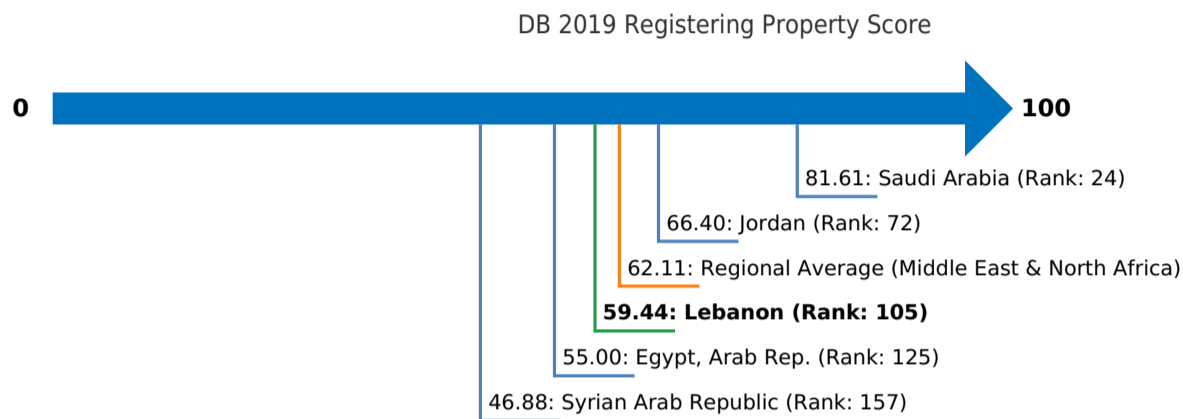 DB 2019 Registering Property Score
0
100
81.61: Saudi Arabia (Rank: 24)
66.40: Jordan (Rank: 72)
62.11: Regional Average (Middle East & North Africa)
59.44: Lebanon (Rank: 105)
55.00: Egypt, Arab Rep. (Rank: 125)
46.88: Syrian Arab Republic (Rank: 157)